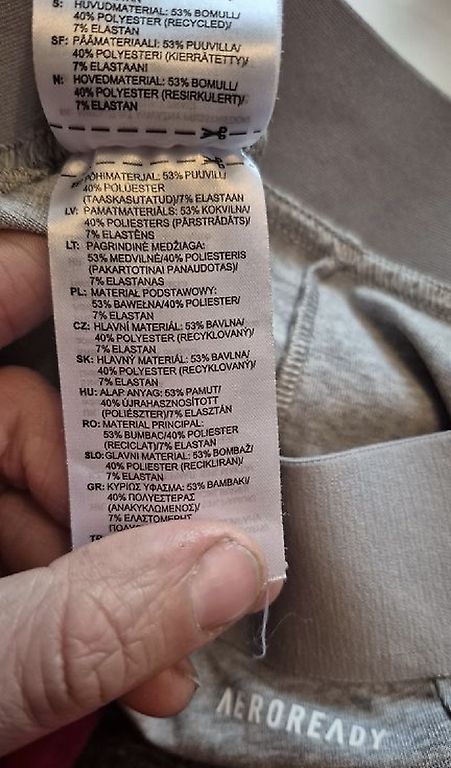 S: HUVUDMATERIAL: 53% BOMULL/
40% POLYESTER (RECYCLED)/
7% ELASTAN
SF: PÄÄMATERIAALI: 53% PUUVILLA/
40% POLYESTERI (KIERRÄTETTY)/
7% ELASTAANI
N: HOVEDMATERIAL: 53% BOMULL/
40% POLYESTER (RESIRKULERT)/
7% ELASTAN
PÕHIMATERJAL: 53% PUUVILL/
40% POLÜESTER
(TAASKASUTATUD)/7% ELASTAAN
LV: PAMATMATERIĀLS: 53% KOKVILNA/
40% POLIESTERS (PĀRSTRĀDĀTS)/
7% ELASTĒNS
LT: PAGRINDINĖ MEDŽIAGA:
53% MEDVILNĖ/40% POLIESTERIS
(PAKARTOTINAI PANAUDOTAS)/
7% ELASTANAS
PL: MATERIAŁ PODSTAWOWY:
53% BAWEŁNA/40% POLIESTER/
7% ELASTAN
CZ: HLAVNÍ MATERIÁL: 53% BAVLNA/
40% POLYESTER (RECYKLOVANÝ)/
7% ELASTAN
SK: HLAVNÝ MATERIÁL: 53% BAVLNA/
40% POLYESTER (RECYKLOVANÝ)/
7% ELASTAN
HU: ALAP ANYAG: 53% PAMUT/
40% ÚJRAHASZNOSÍTOTT
(POLIÉSZTER)/7% ELASZTÁN
RO: MATERIAL PRINCIPAL:
53% BUMBAC/40% POLIESTER
(RECICLAT)/7% ELASTAN
SLO: GLAVNI MATERIAL: 53% BOMBAŽ/
40% POLIESTER (RECIKLIRAN)/
7% ELASTAN
GR: ΚΥΡΙΩΣ ΥΦΑΣΜΑ: 53% ΒΑΜΒΑΚΙ/
40% ΠΟΛΥΕΣΤΕΡΑΣ
(ΑΝΑΚΥΚΛΩΜΕΝΟΣ)/
7% ΕΛΑΣΤΟΜΕΡΗΣ
TR
AEROREADY